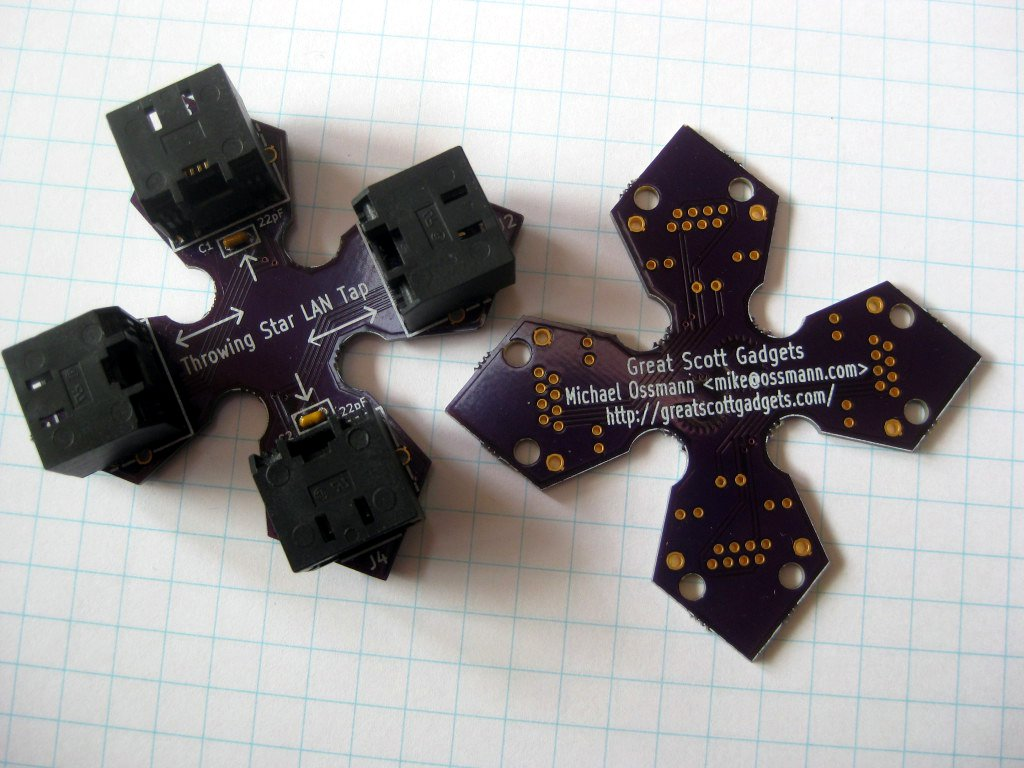 C1
22pF
Throwing Star LAN Tap
22pF
C2
J4
Great Scott Gadgets
Michael Ossmann <mike@ossmann.com>
http://greatscottgadgets.com/